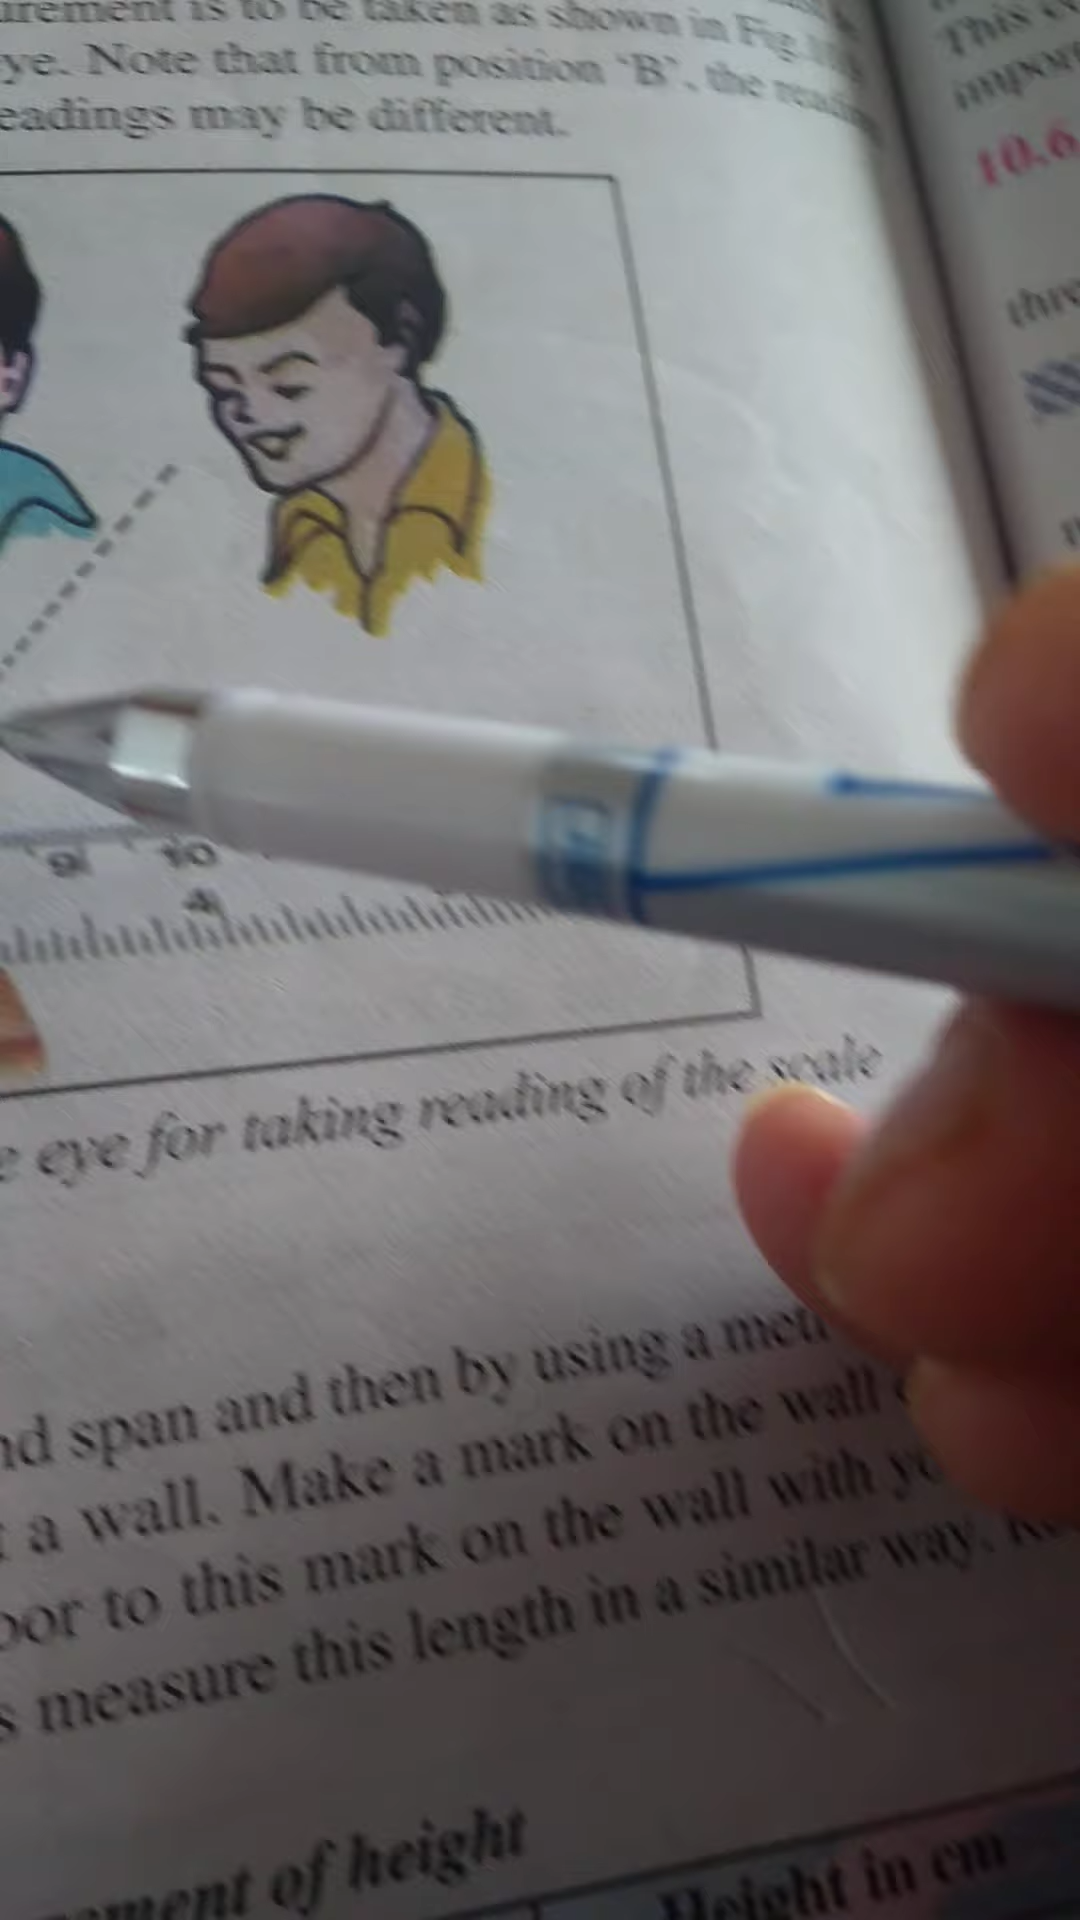 urement is to be taken as shown in Fig.
ye. Note that from position 'B', the
eadings may be different.
9
10
4
e eye for taking reading of the scale
nd span and then by using a
a wall. Make a mark on the wall
oor to this mark on the wall with
s measure this length in a similar way.
ement of height
Height in cm
This
10.6